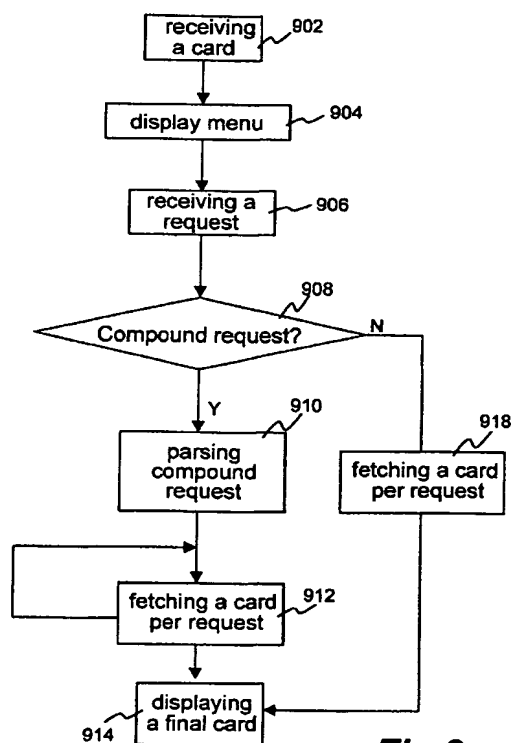 receiving
a card
902
display menu
904
receiving a
request
906
908
Compound request?
N
Y
910
parsing
compound
request
918
fetching a card
per request
fetching a card
per request
912
displaying
a final card
914